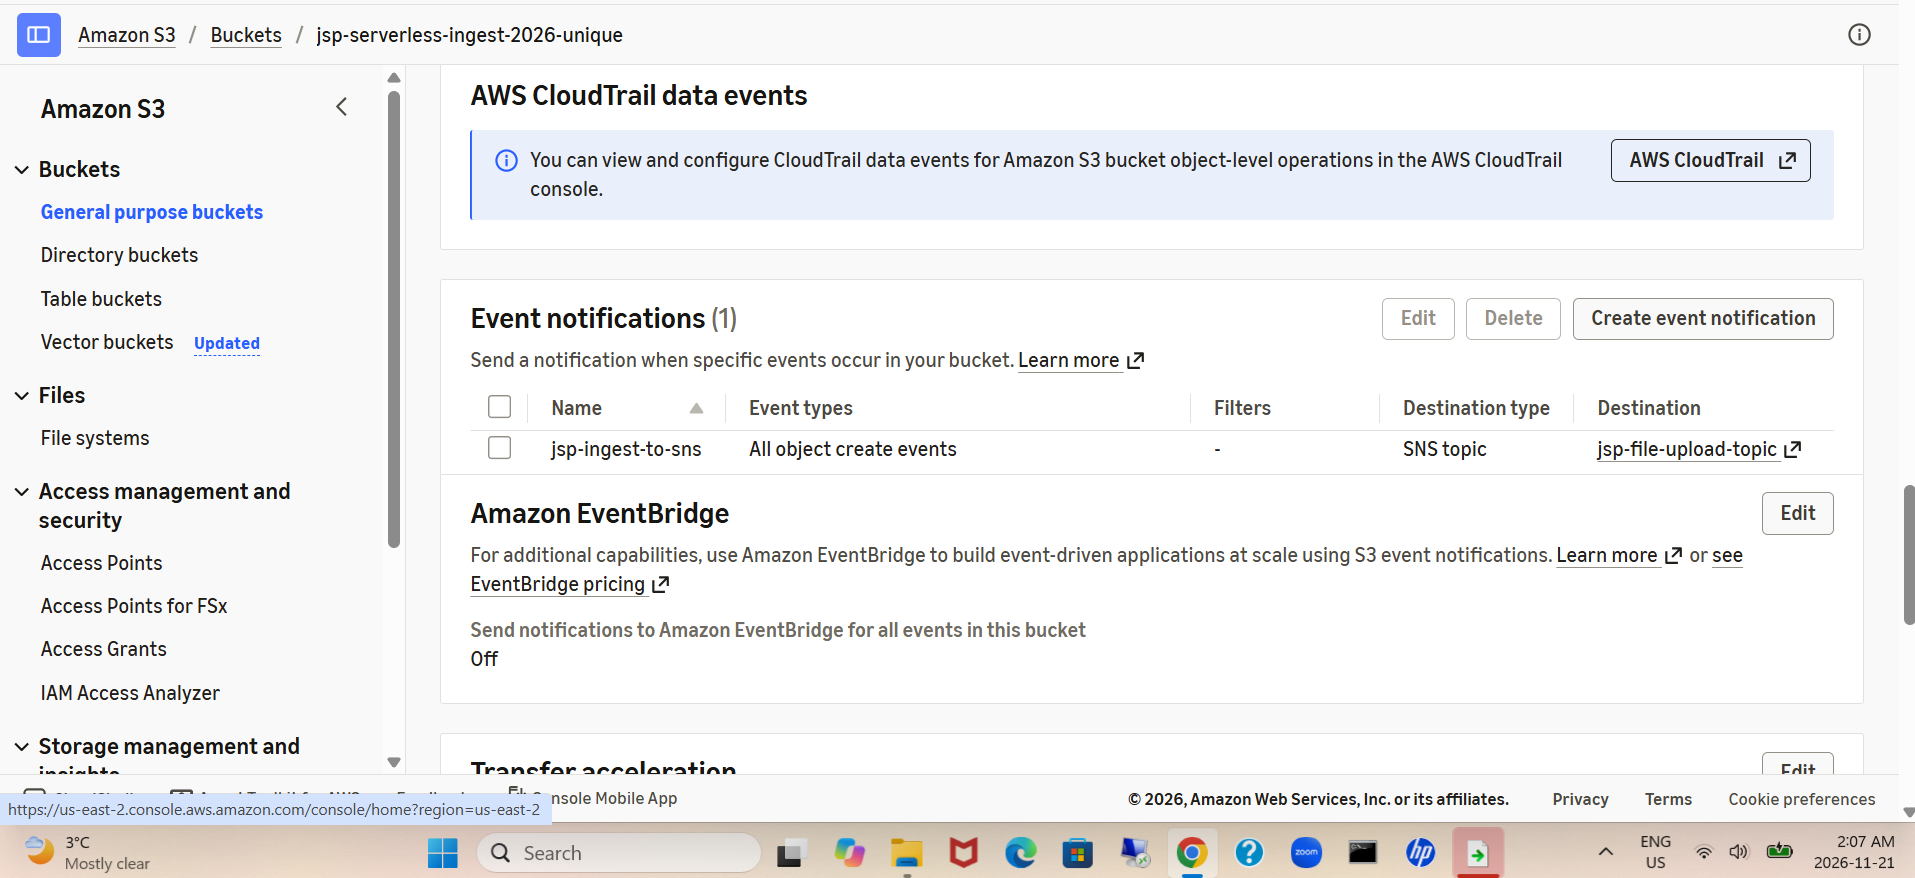 Amazon S3 / Buckets / jsp-serverless-ingest-2026-unique
Amazon S3
Buckets
General purpose buckets
Directory buckets
Table buckets
Vector buckets Updated
Files
File systems
Access management and
security
Access Points
Access Points for FSx
Access Grants
IAM Access Analyzer
Storage management and
insights
AWS CloudTrail data events
You can view and configure CloudTrail data events for Amazon S3 bucket object-level operations in the AWS CloudTrail
console.
AWS CloudTrail
Event notifications (1)
Edit
Delete
Create event notification
Send a notification when specific events occur in your bucket. Learn more
Name Event types Filters Destination type Destination
jsp-ingest-to-sns All object create events - SNS topic jsp-file-upload-topic
Amazon EventBridge
Edit
For additional capabilities, use Amazon EventBridge to build event-driven applications at scale using S3 event notifications. Learn more or see
EventBridge pricing
Send notifications to Amazon EventBridge for all events in this bucket
Off
Transfer acceleration
Edit
Console Mobile App
© 2026, Amazon Web Services, Inc. or its affiliates. Privacy Terms Cookie preferences
https://us-east-2.console.aws.amazon.com/console/home?region=us-east-2
3°C
Mostly clear
Search
zoom
hp
ENG
US
2:07 AM
2026-11-21